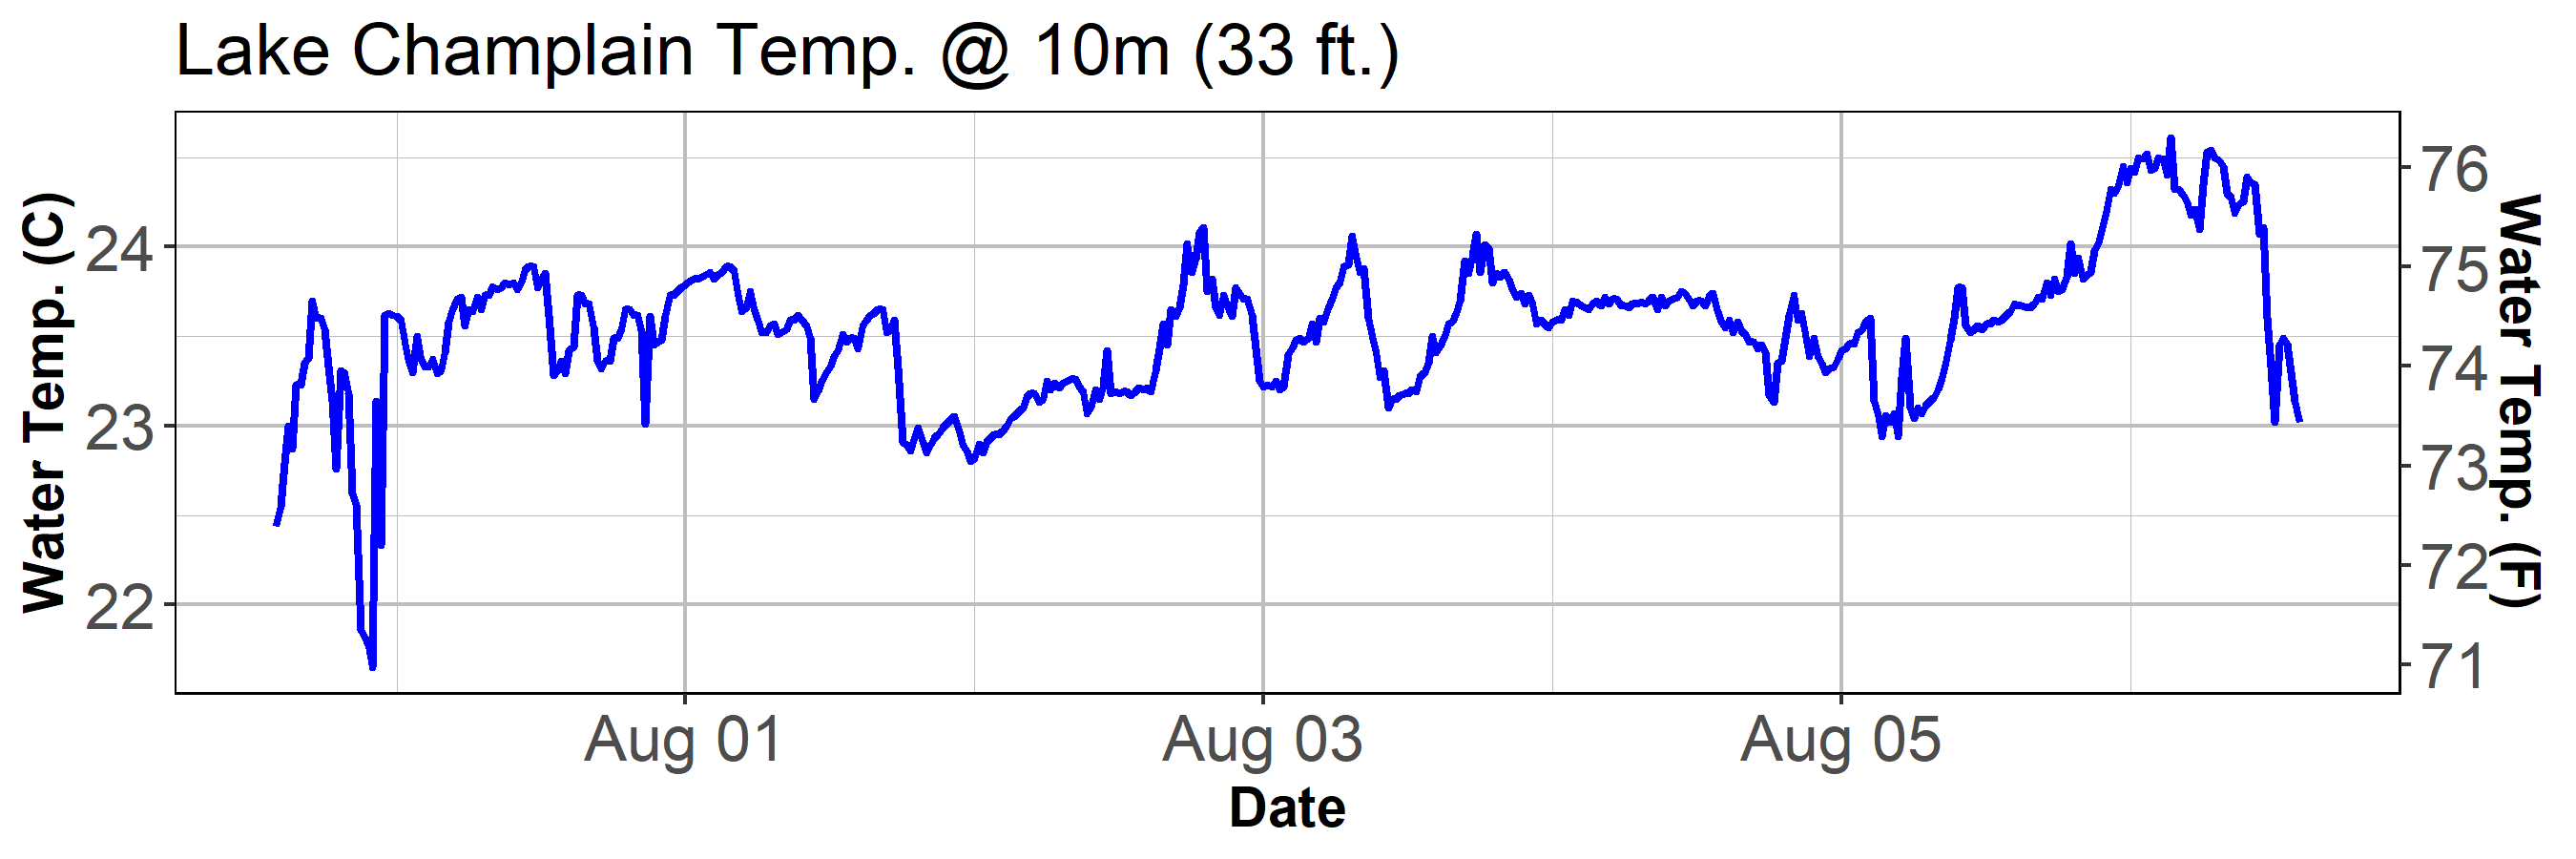 Lake Champlain Temp. @ 10m (33 ft.)
Water Temp. (C)
24
23
22
76
75
74
73
72
71
Water Temp. (F)
Aug 01
Aug 03
Aug 05
Date